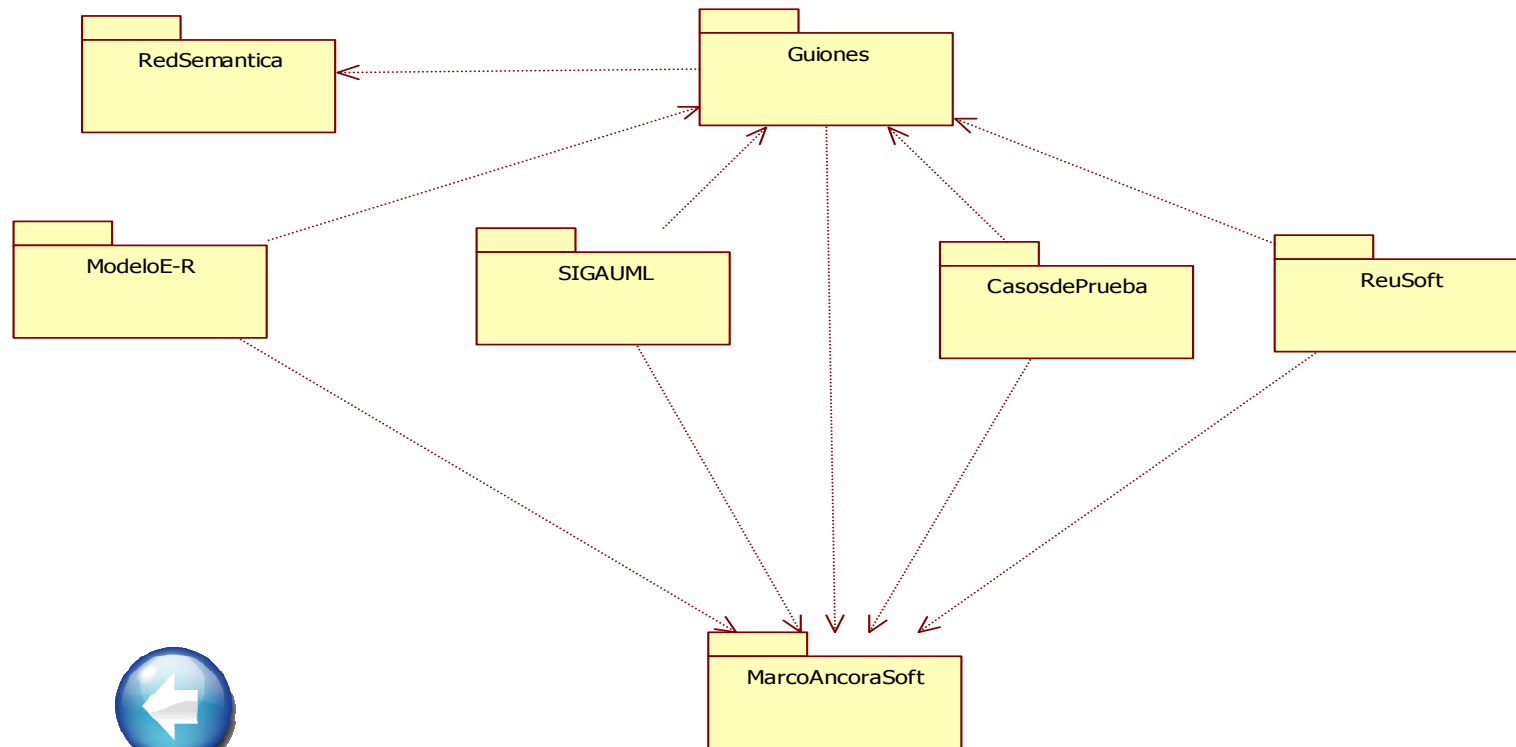 RedSemantica
Guiones
ModeloE-R
SIGAUML
CasosdePrueba
ReuSoft
MarcoAncoraSoft